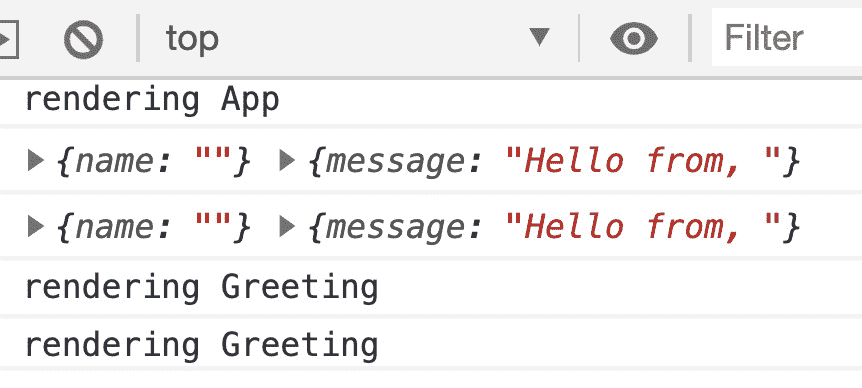 top Filter
rendering App
{name: ""} {message: "Hello from, "}
{name: ""} {message: "Hello from, "}
rendering Greeting
rendering Greeting